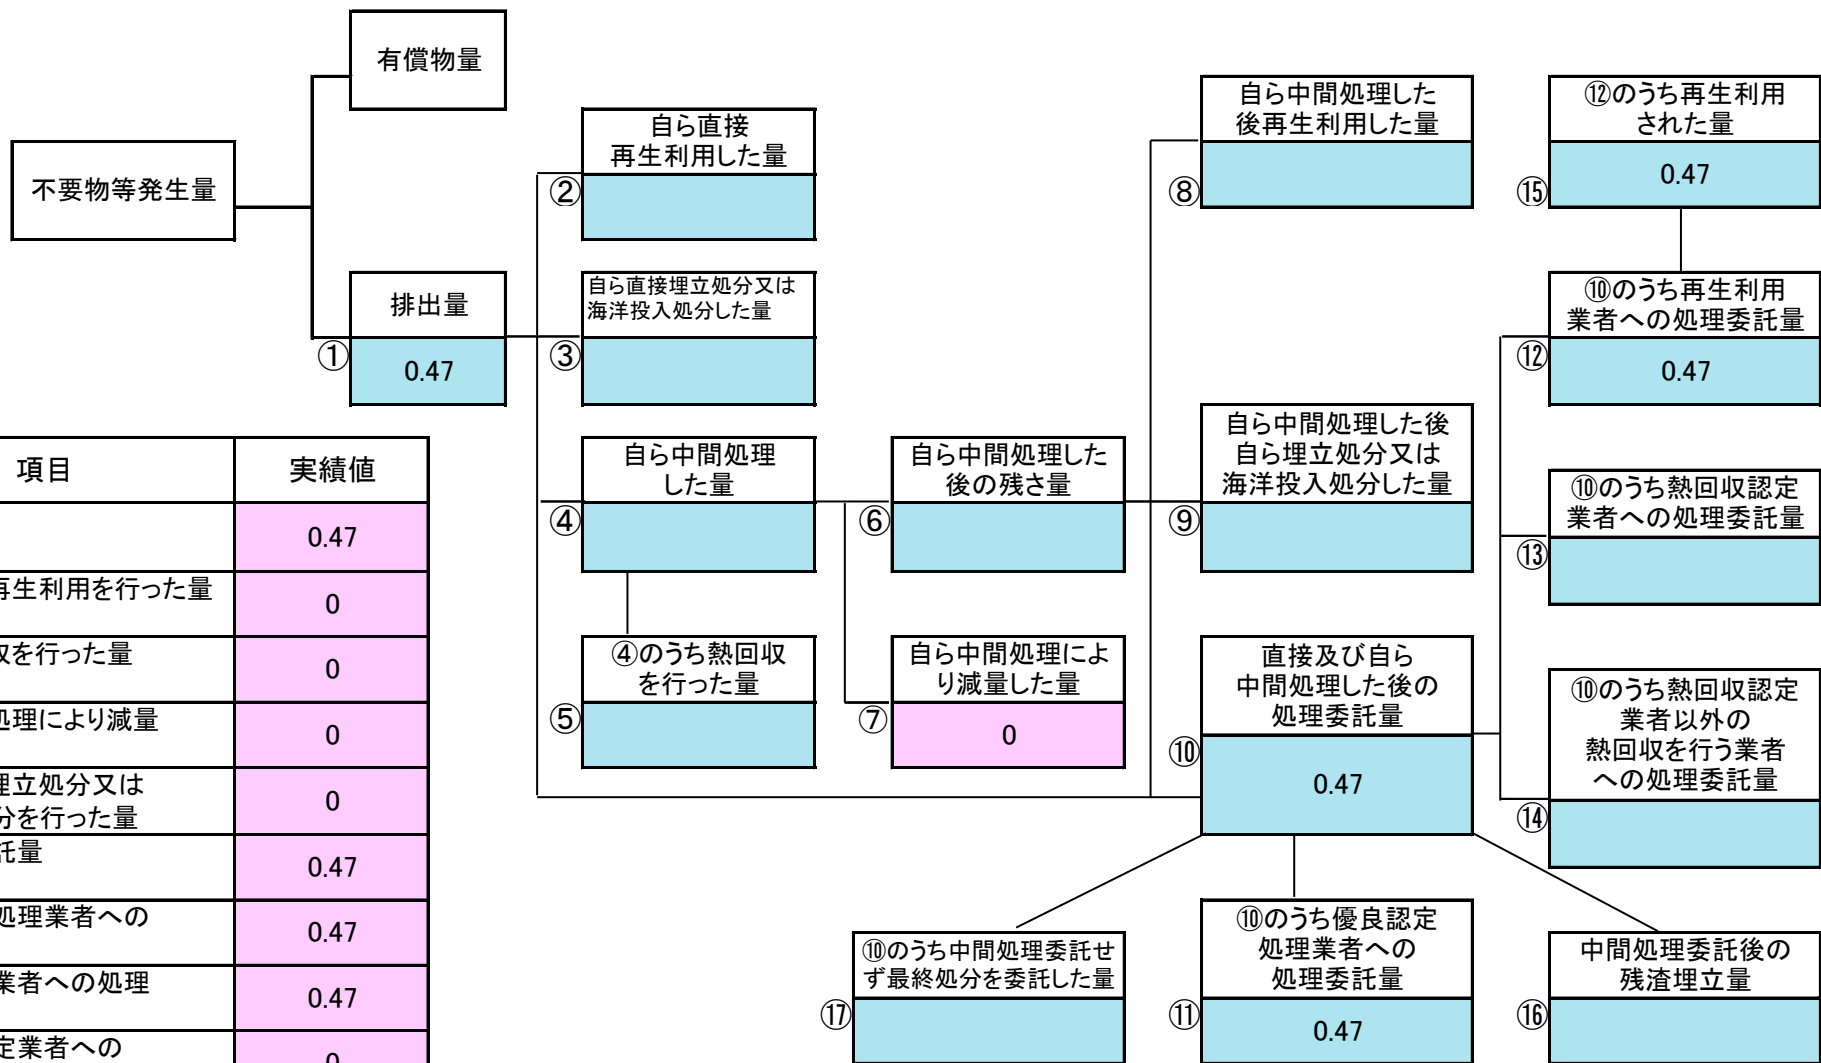 有償物量
不要物等発生量
排出量
①
0.47
自ら直接
再生利用した量
②
自ら直接埋立処分又は
海洋投入処分した量
③
自ら中間処理
した量
④
④のうち熱回収
を行った量
⑤
自ら中間処理した
後の残さ量
⑥
自ら中間処理によ
り減量した量
⑦
0
自ら中間処理した
後再生利用した量
⑧
自ら中間処理した後
自ら埋立処分又は
海洋投入処分した量
⑨
直接及び自ら
中間処理した後の
処理委託量
⑩
0.47
⑫のうち再生利用
された量
⑮
0.47
⑩のうち再生利用
業者への処理委託量
⑫
0.47
⑩のうち熱回収認定
業者への処理委託量
⑬
⑩のうち熱回収認定
業者以外の
熱回収を行う業者
への処理委託量
⑭
⑩のうち中間処理委託せ
ず最終処分を委託した量
⑰
⑩のうち優良認定
処理業者への
処理委託量
⑪
0.47
中間処理委託後の
残渣埋立量
⑯
項目
実績値
0.47
再生利用を行った量
0
を行った量
0
処理により減量
0
埋立処分又は
分を行った量
0
託量
0.47
処理業者への
0.47
業者への処理
0.47
定業者への
0